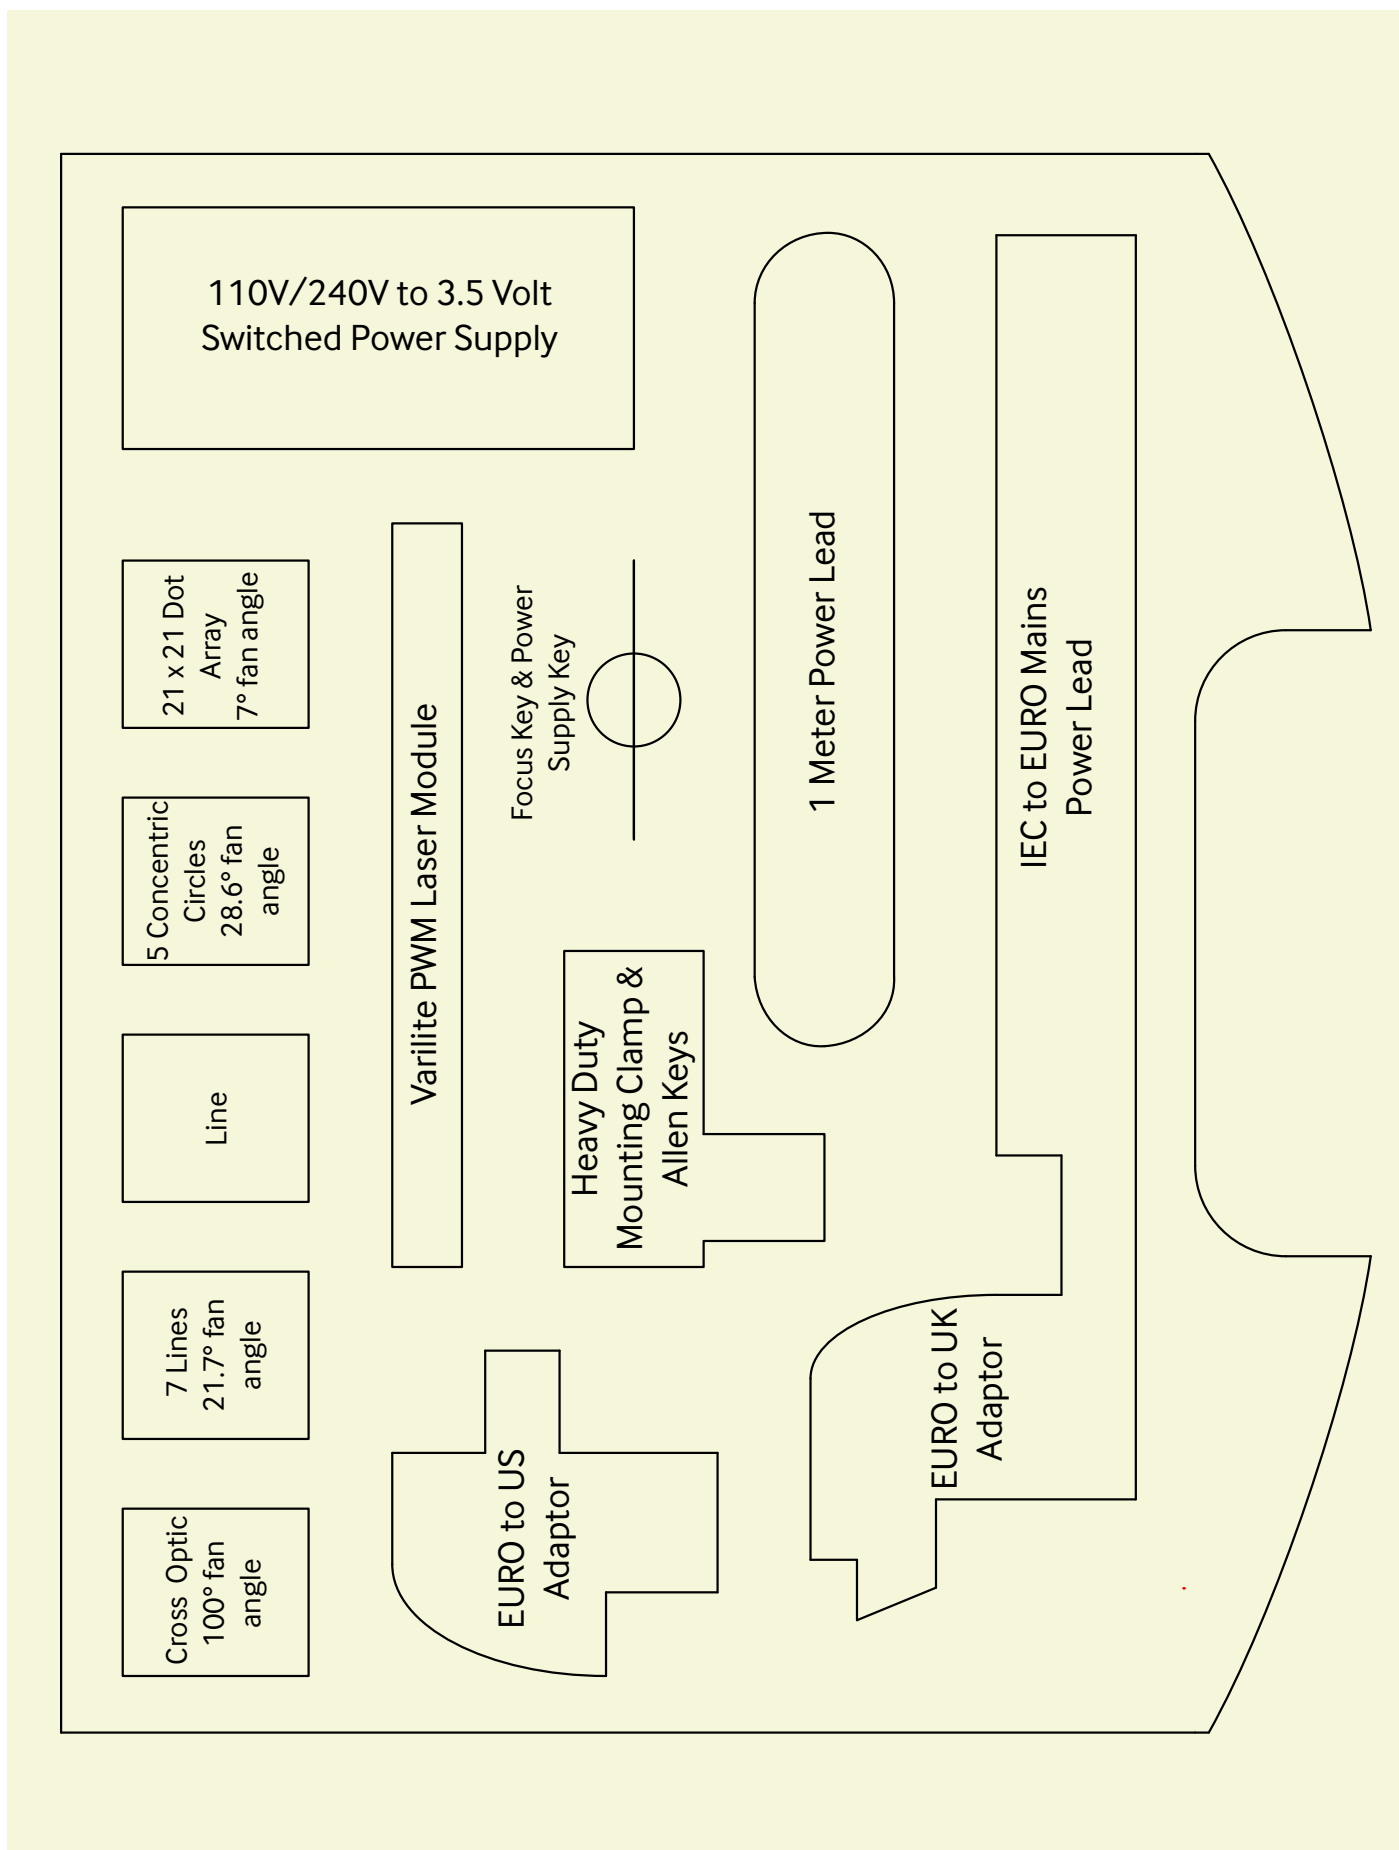 110V/240V to 3.5 Volt
Switched Power Supply
21 x 21 Dot
Array
7° fan angle
5 Concentric
Circles
28.6° fan
angle
Line
7 Lines
21.7° fan
angle
Cross Optic
100° fan
angle
Varilite PWM Laser Module
Focus Key & Power
Supply Key
Heavy Duty
Mounting Clamp &
Allen Keys
EURO to US
Adaptor
1 Meter Power Lead
IEC to EURO Mains
Power Lead
EURO to UK
Adaptor